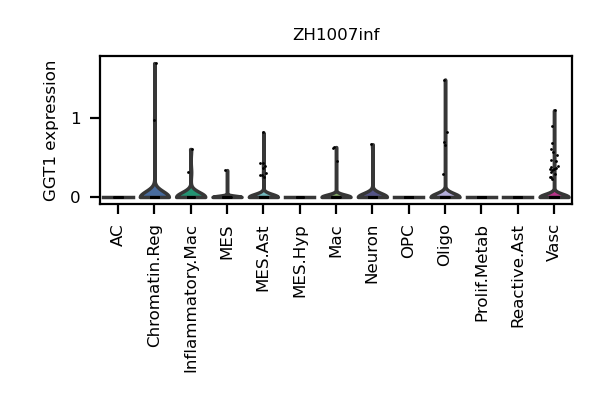 ZH1007inf
GGT1 expression
1
0
AC
Chromatin.Reg
Inflammatory.Mac
MES
MES.Ast
MES.Hyp
Mac
Neuron
OPC
Oligo
Prolif.Metab
Reactive.Ast
Vasc